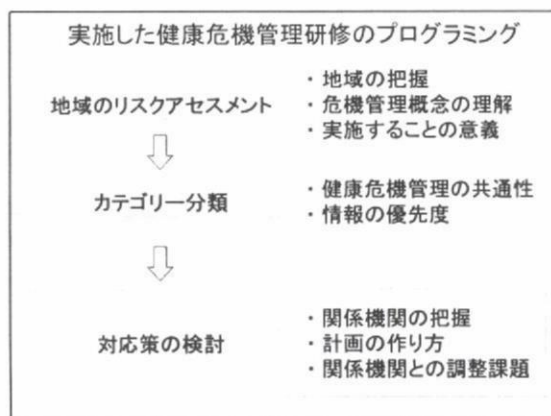 実施した健康危機管理研修のプログラミング
地域のリスクアセスメント
・地域の把握
・危機管理概念の理解
・実施することの意義
カテゴリー分類
・健康危機管理の共通性
・情報の優先度
対応策の検討
・関係機関の把握
・計画の作り方
・関係機関との調整課題